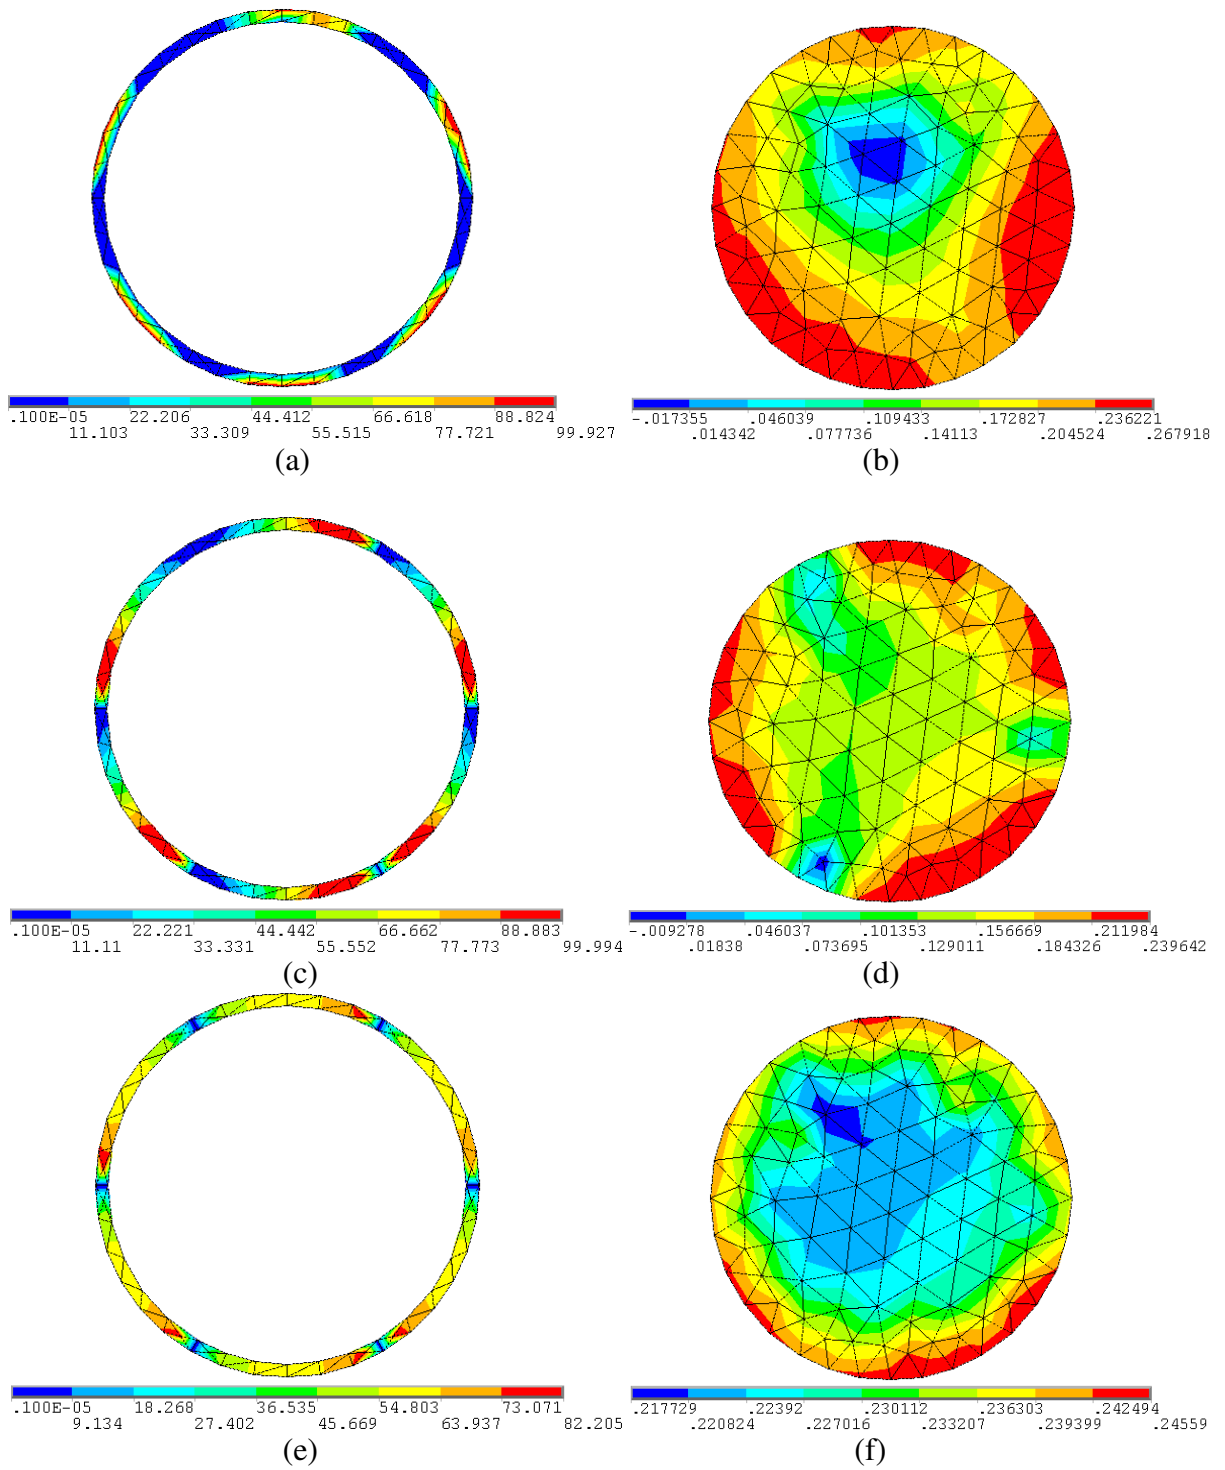 .100E-05 22.206 44.412 66.618 88.824
11.103 33.309 55.515 77.721 99.927
(a)
-.017355 .046039 .109433 .172827 .236221
.014342 .077736 .14113 .204524 .267918
(b)
.100E-05 22.221 44.442 66.662 88.883
11.11 33.331 55.552 77.773 99.994
(c)
-.009278 .046037 .101353 .156669 .211984
.01838 .073695 .129011 .184326 .239642
(d)
.100E-05 18.268 36.535 54.803 73.071
9.134 27.402 45.669 63.937 82.205
(e)
.217729 .22392 .230112 .236303 .242494
.220824 .227016 .233207 .239399 .24559
(f)